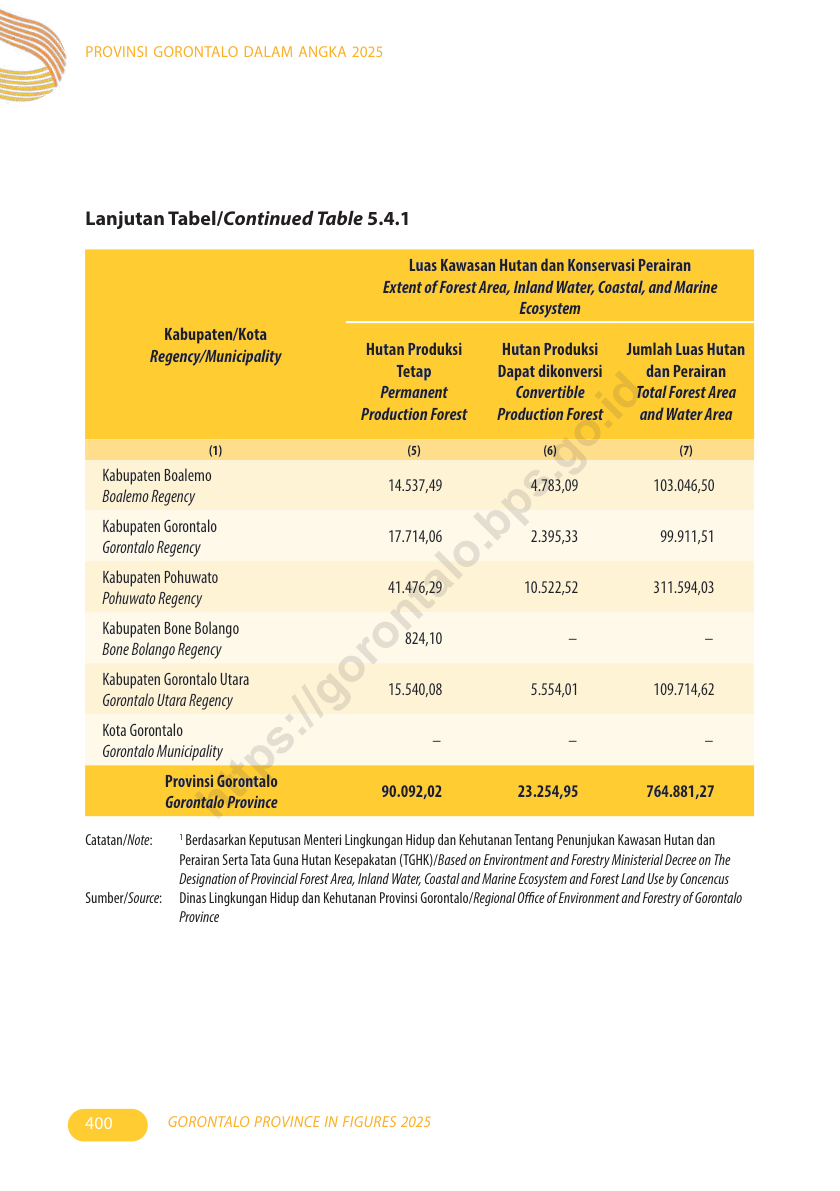 PROVINSI GORONTALO DALAM ANGKA 2025
Lanjutan Tabel/Continued Table 5.4.1
Kabupaten/Kota
Regency/Municipality
Luas Kawasan Hutan dan Konservasi Perairan
Extent of Forest Area, Inland Water, Coastal, and Marine
Ecosystem
Hutan Produksi
Tetap
Permanent
Production Forest
Hutan Produksi
Dapat dikonversi
Convertible
Production Forest
Jumlah Luas Hutan
dan Perairan
Total Forest Area
and Water Area
(1) (5) (6) (7)
Kabupaten Boalemo
Boalemo Regency
14.537,49 4.783,09 103.046,50
Kabupaten Gorontalo
Gorontalo Regency
17.714,06 2.395,33 99.911,51
Kabupaten Pohuwato
Pohuwato Regency
41.476,29 10.522,52 311.594,03
Kabupaten Bone Bolango
Bone Bolango Regency
824,10 – –
Kabupaten Gorontalo Utara
Gorontalo Utara Regency
15.540,08 5.554,01 109.714,62
Kota Gorontalo
Gorontalo Municipality
– – –
Provinsi Gorontalo
Gorontalo Province
90.092,02 23.254,95 764.881,27
Catatan/Note: 1 Berdasarkan Keputusan Menteri Lingkungan Hidup dan Kehutanan Tentang Penunjukan Kawasan Hutan dan
Perairan Serta Tata Guna Hutan Kesepakatan (TGHK)/Based on Environtment and Forestry Ministerial Decree on The
Designation of Provincial Forest Area, Inland Water, Coastal and Marine Ecosystem and Forest Land Use by Concencus
Sumber/Source: Dinas Lingkungan Hidup dan Kehutanan Provinsi Gorontalo/Regional Office of Environment and Forestry of Gorontalo
Province
https://gorontalo.bps.go.id
400 GORONTALO PROVINCE IN FIGURES 2025